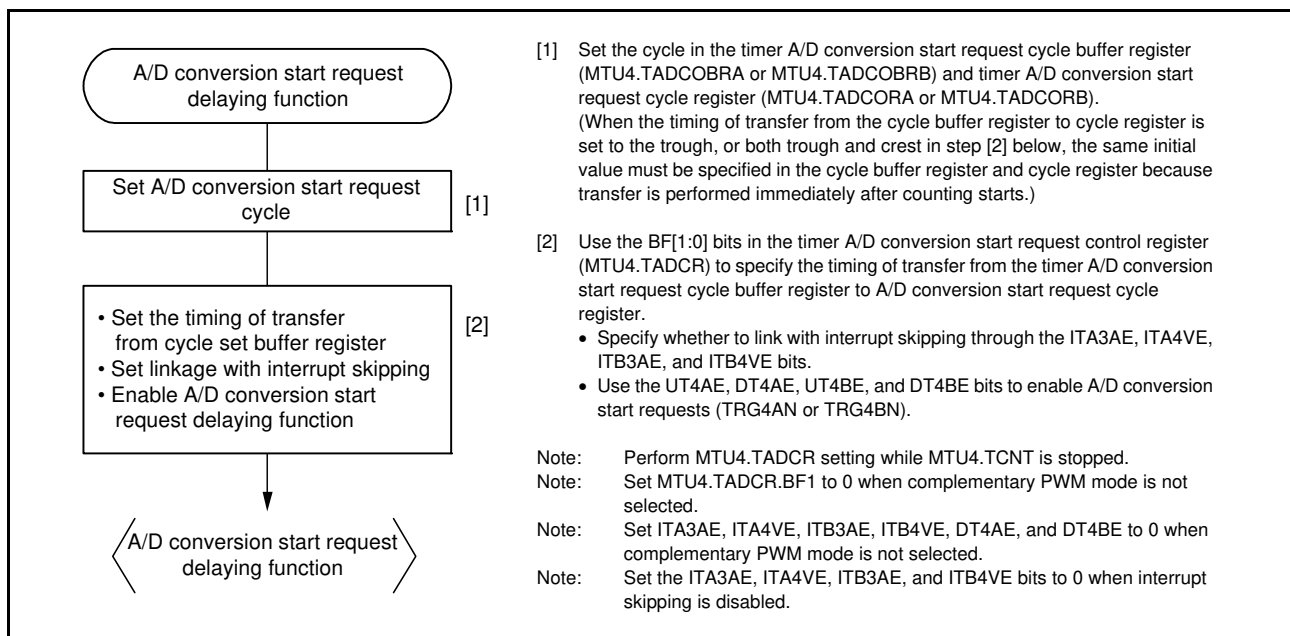 A/D conversion start request
delaying function
Set A/D conversion start request
cycle
[1]
• Set the timing of transfer
from cycle set buffer register
• Set linkage with interrupt skipping
• Enable A/D conversion start
request delaying function
[2]
A/D conversion start request
delaying function
[1] Set the cycle in the timer A/D conversion start request cycle buffer register
(MTU4.TADCOBRA or MTU4.TADCOBRB) and timer A/D conversion start
request cycle register (MTU4.TADCORA or MTU4.TADCORB).
(When the timing of transfer from the cycle buffer register to cycle register is
set to the trough, or both trough and crest in step [2] below, the same initial
value must be specified in the cycle buffer register and cycle register because
transfer is performed immediately after counting starts.)
[2] Use the BF[1:0] bits in the timer A/D conversion start request control register
(MTU4.TADCR) to specify the timing of transfer from the timer A/D conversion
start request cycle buffer register to A/D conversion start request cycle
register.
• Specify whether to link with interrupt skipping through the ITA3AE, ITA4VE,
ITB3AE, and ITB4VE bits.
• Use the UT4AE, DT4AE, UT4BE, and DT4BE bits to enable A/D conversion
start requests (TRG4AN or TRG4BN).
Note: Perform MTU4.TADCR setting while MTU4.TCNT is stopped.
Note: Set MTU4.TADCR.BF1 to 0 when complementary PWM mode is not
selected.
Note: Set ITA3AE, ITA4VE, ITB3AE, ITB4VE, DT4AE, and DT4BE to 0 when
complementary PWM mode is not selected.
Note: Set the ITA3AE, ITA4VE, ITB3AE, and ITB4VE bits to 0 when interrupt
skipping is disabled.